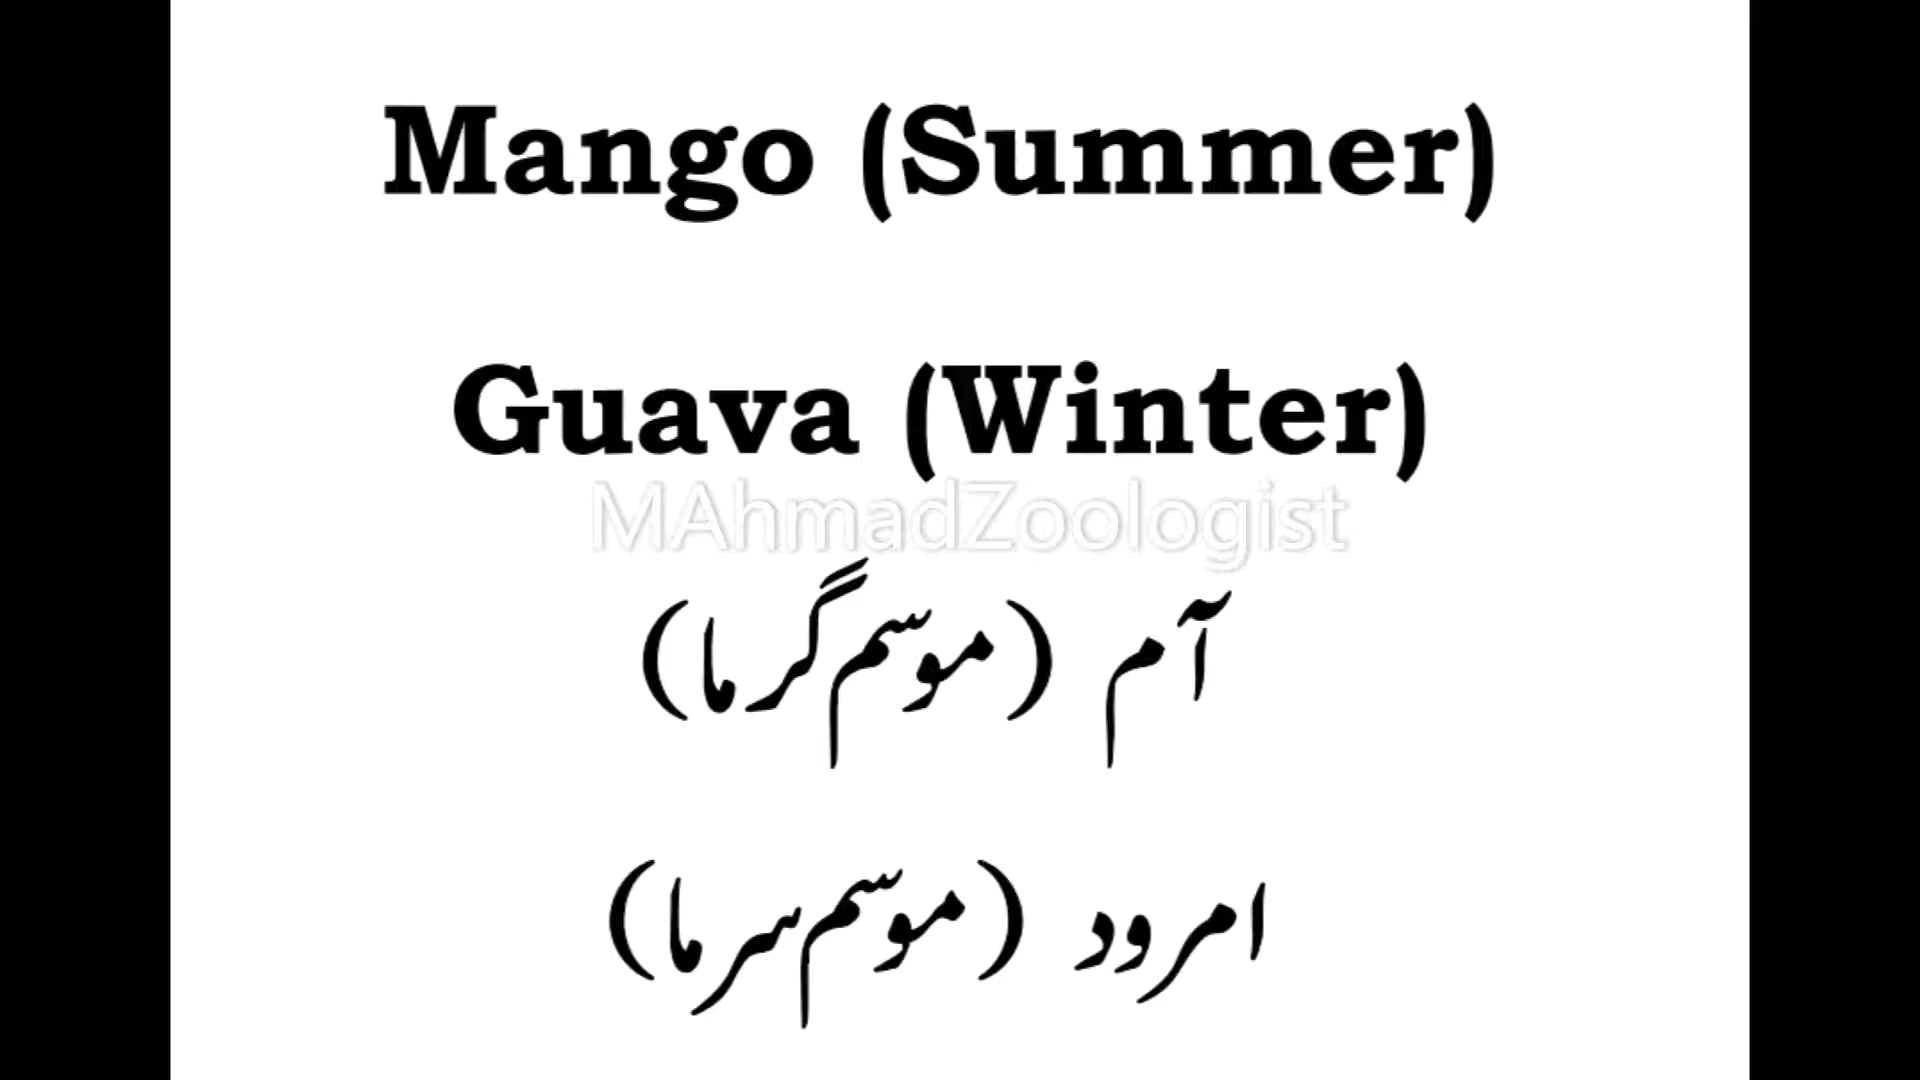 Mango (Summer)
Guava (Winter)
MAhmadZoologist
آم (موسم گرما)
امرود (موسم سرما)